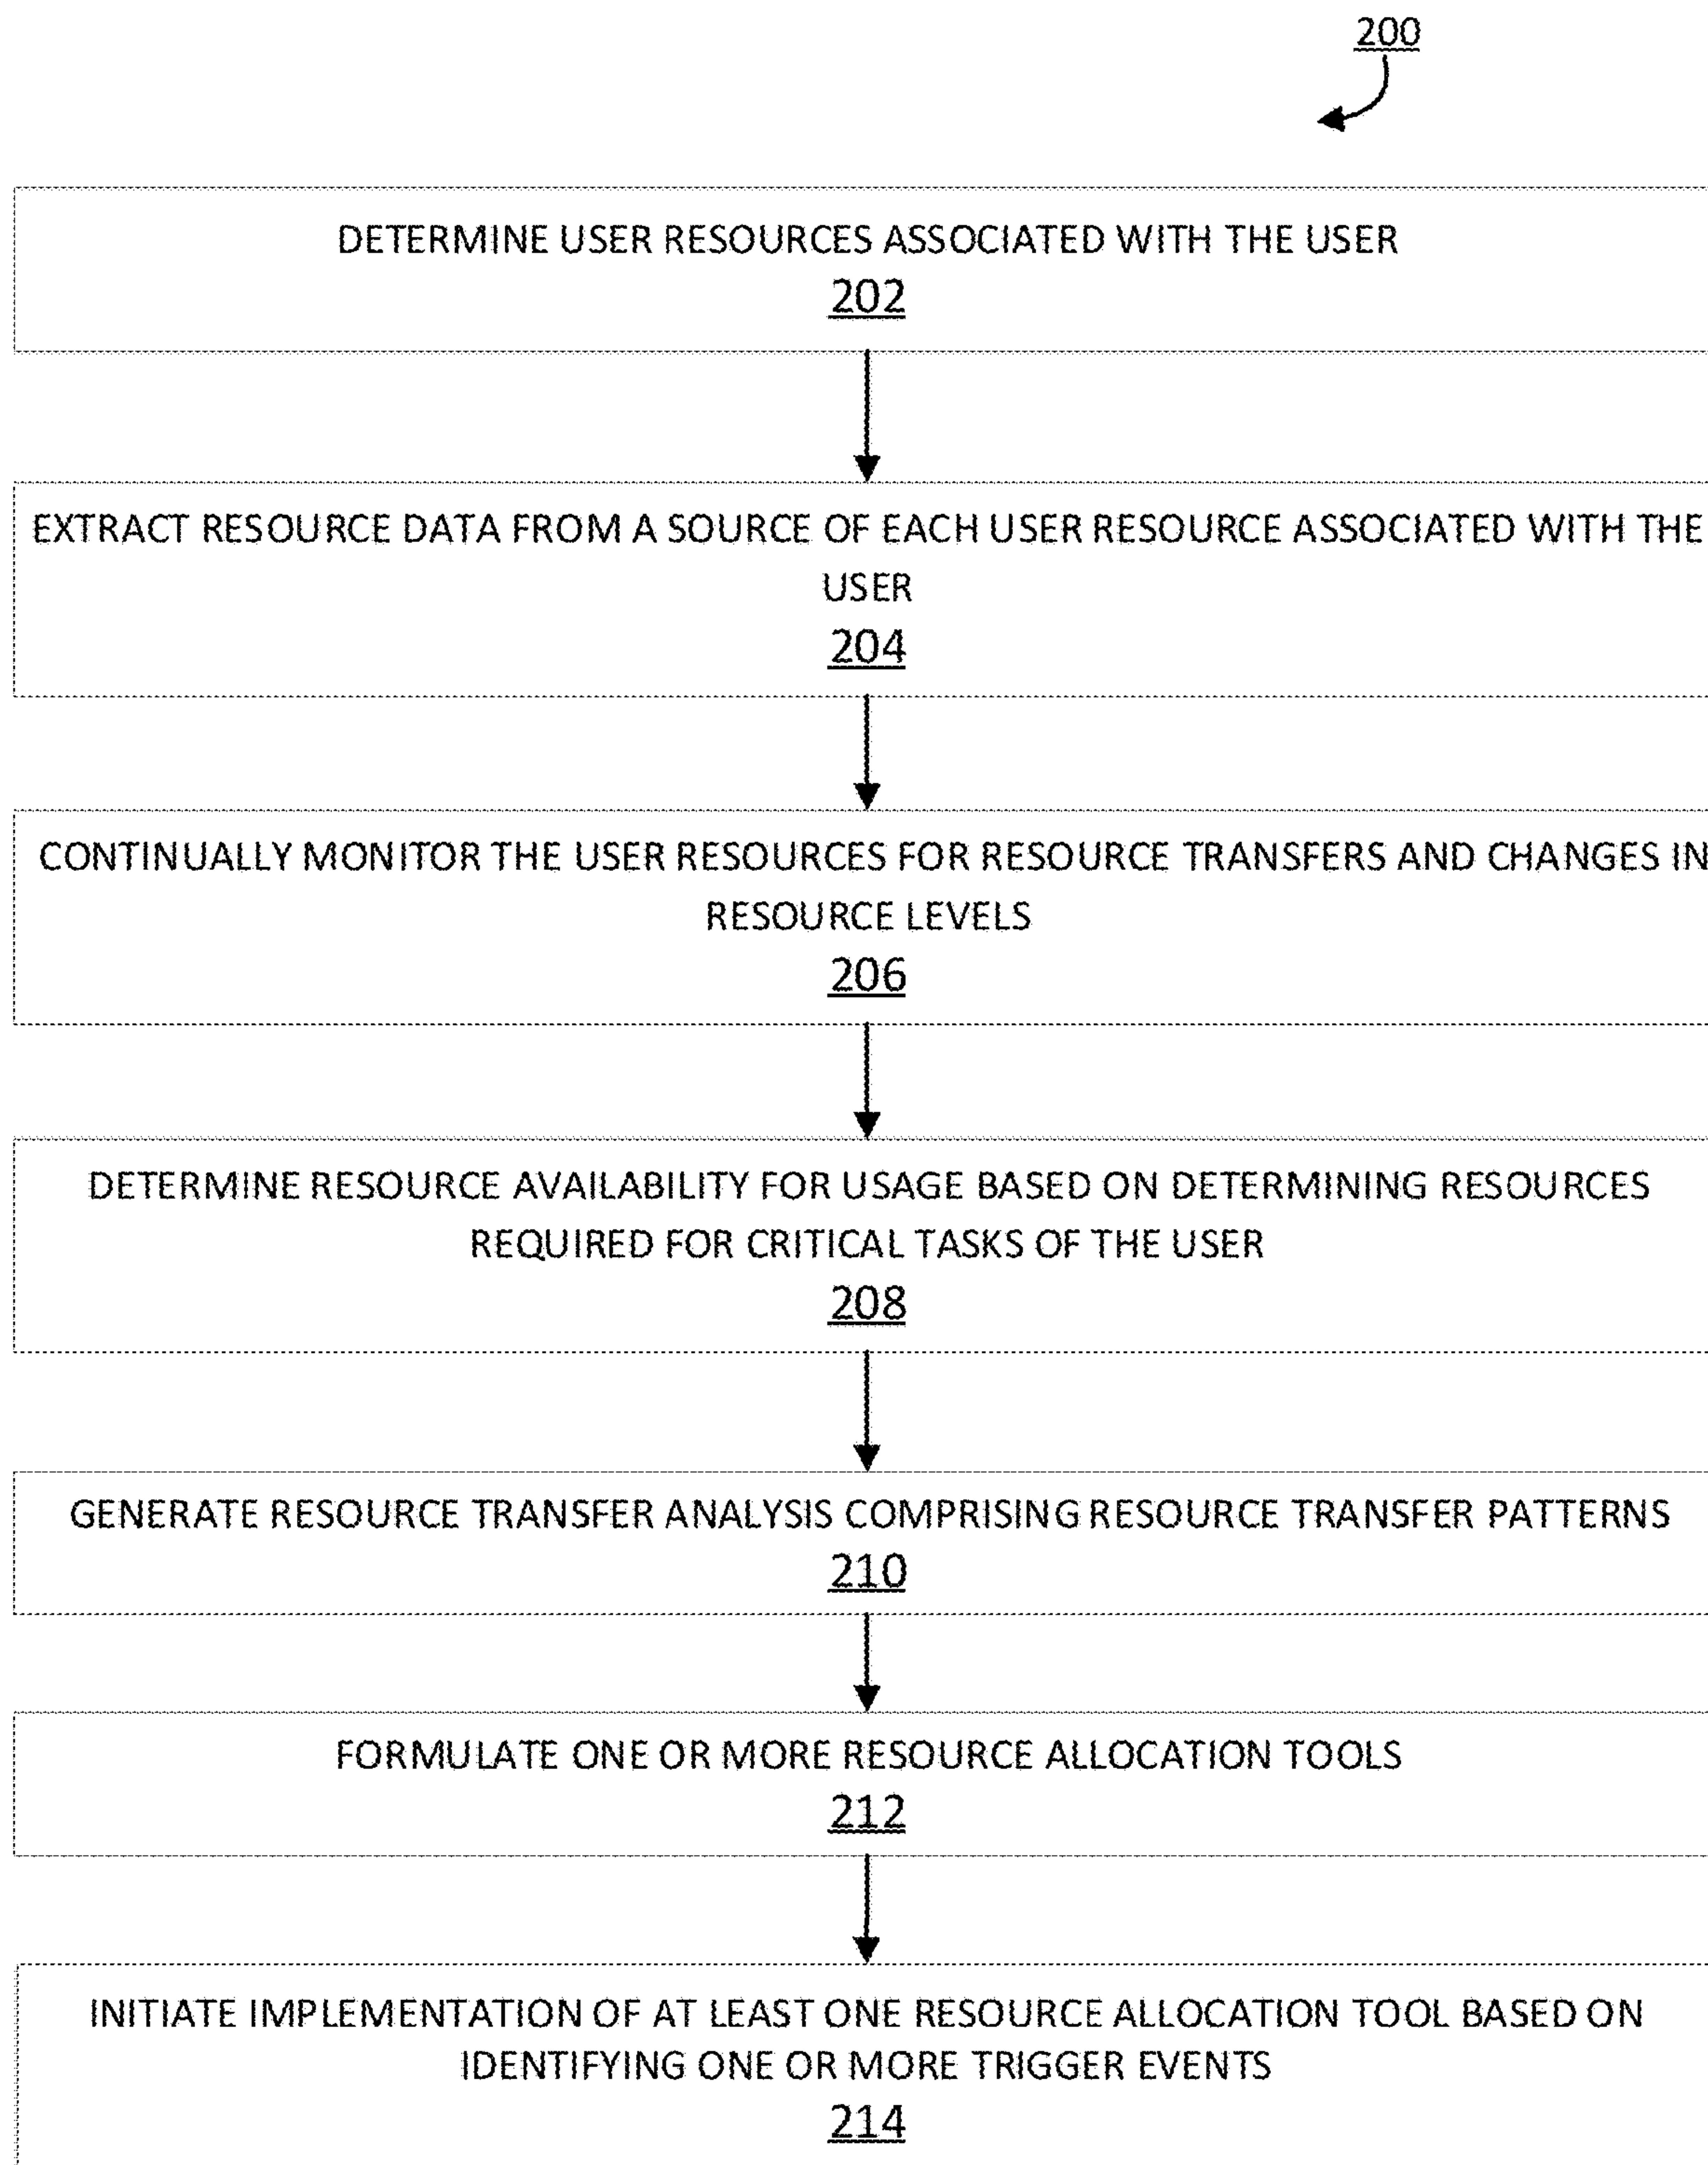 200
DETERMINE USER RESOURCES ASSOCIATED WITH THE USER
202
EXTRACT RESOURCE DATA FROM A SOURCE OF EACH USER RESOURCE ASSOCIATED WITH THE
USER
204
CONTINUALLY MONITOR THE USER RESOURCES FOR RESOURCE TRANSFERS AND CHANGES IN
RESOURCE LEVELS
206
DETERMINE RESOURCE AVAILABILITY FOR USAGE BASED ON DETERMINING RESOURCES
REQUIRED FOR CRITICAL TASKS OF THE USER
208
GENERATE RESOURCE TRANSFER ANALYSIS COMPRISING RESOURCE TRANSFER PATTERNS
210
FORMULATE ONE OR MORE RESOURCE ALLOCATION TOOLS
212
INITIATE IMPLEMENTATION OF AT LEAST ONE RESOURCE ALLOCATION TOOL BASED ON
IDENTIFYING ONE OR MORE TRIGGER EVENTS
214